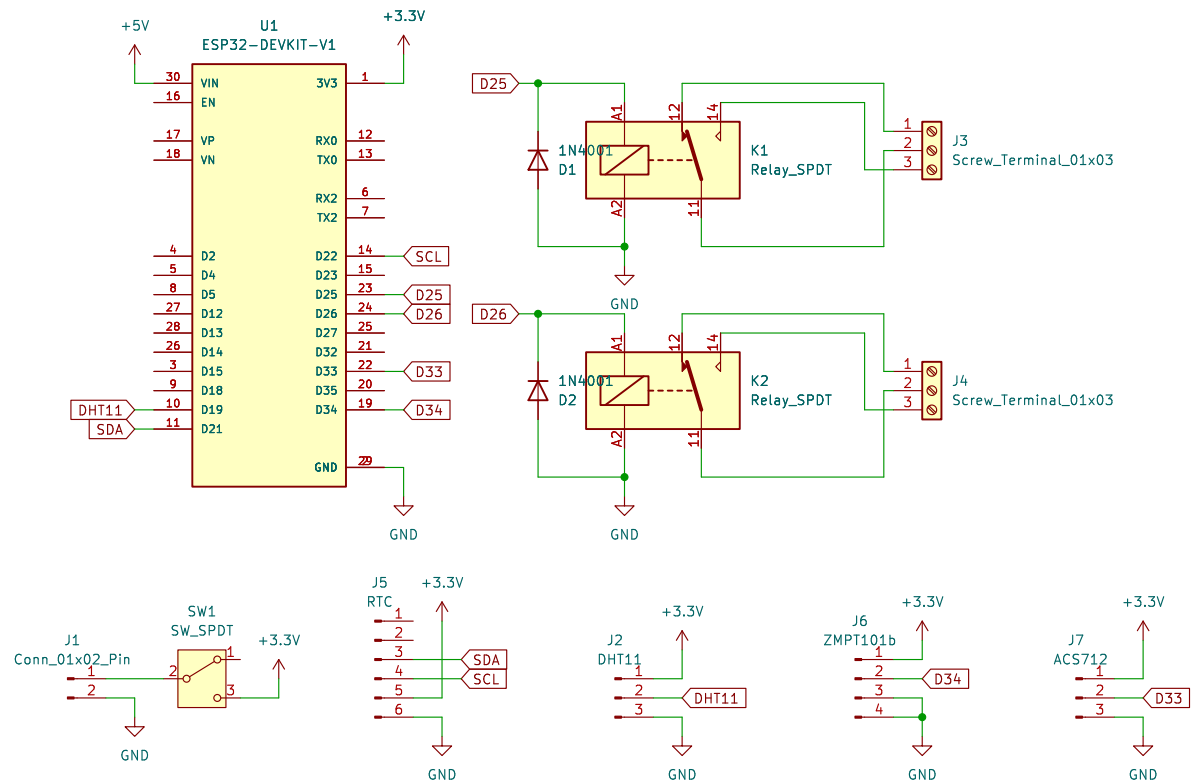 +5V
U1
ESP32-DEVKIT-V1
+3.3V
30 VIN
3V3 1
16 EN
17 VP
RX0 12
18 VN
TX0 13
RX2 6
TX2 7
4 D2
D22 14
SCL
5 D4
D23 15
8 D5
D25 23
D25
27 D12
D26 24
D26
28 D13
D27 25
26 D14
D32 21
3 D15
D33 22
D33
9 D18
D35 20
DHT11
10 D19
D34 19
D34
SDA
11 D21
GND
29
GND
D25
1N4001
D1
A1
A2
12
14
11
K1
Relay_SPDT
1
2
3
J3
Screw_Terminal_01x03
GND
D26
1N4001
D2
A1
A2
12
14
11
K2
Relay_SPDT
1
2
3
J4
Screw_Terminal_01x03
GND
J1
Conn_01x02_Pin
1
2
GND
SW1
SW_SPDT
2
1
3
+3.3V
J5
RTC
+3.3V
1
2
3
SDA
4
SCL
5
6
GND
J2
DHT11
+3.3V
1
2
DHT11
3
GND
J6
ZMPT101b
+3.3V
1
2
D34
3
4
GND
J7
ACS712
+3.3V
1
2
D33
3
GND